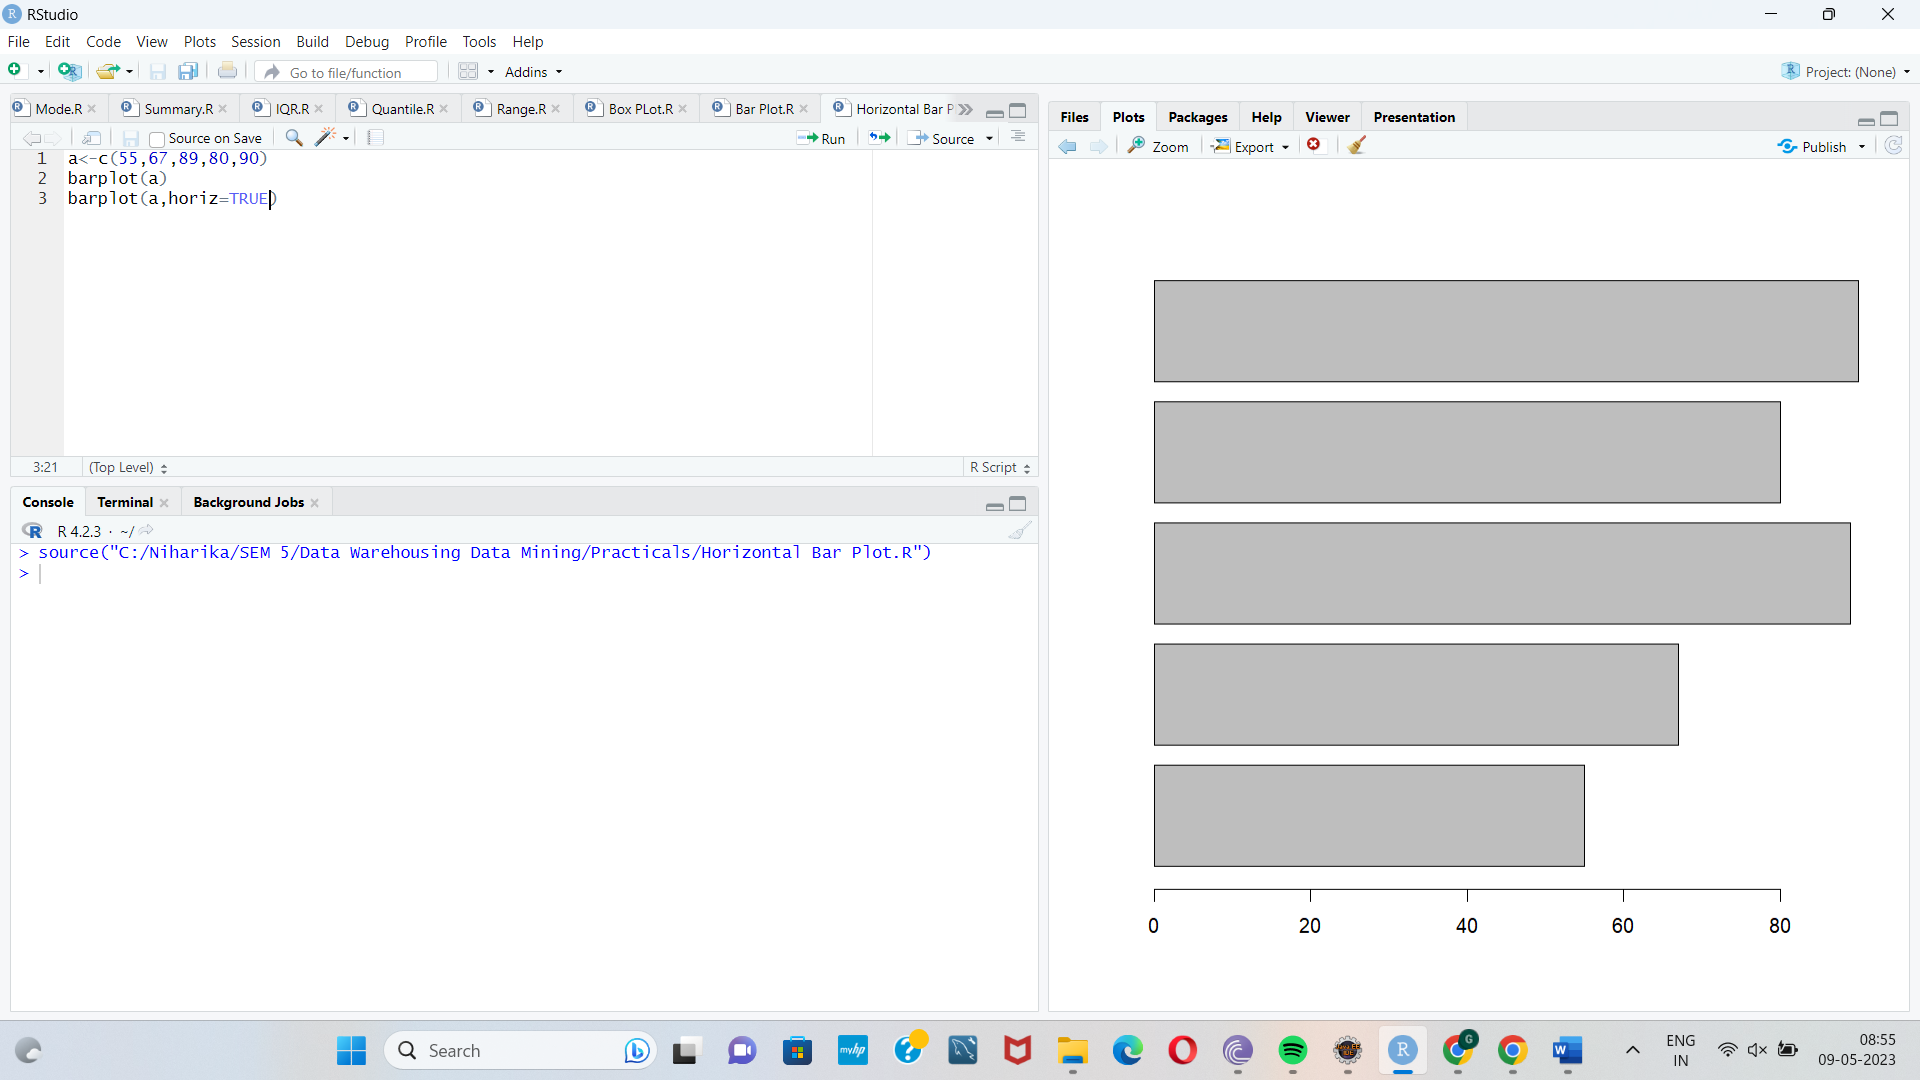 RStudio
File Edit Code View Plots Session Build Debug Profile Tools Help
Go to file/function Addins Project: (None)
Mode.R Summary.R IQR.R Quantile.R Range.R Box PLot.R Bar Plot.R Horizontal Bar P
Source on Save Run Source
1 a<-c(55,67,89,80,90)
2 barplot(a)
3 barplot(a,horiz=TRUE)
3:21 (Top Level) R Script
Console Terminal Background Jobs
R 4.2.3 · ~/
> source("C:/Niharika/SEM 5/Data Warehousing Data Mining/Practicals/Horizontal Bar Plot.R")
>
Files Plots Packages Help Viewer Presentation
Zoom Export Publish
0 20 40 60 80
Search myhp G W R
ENG
IN
08:55
09-05-2023